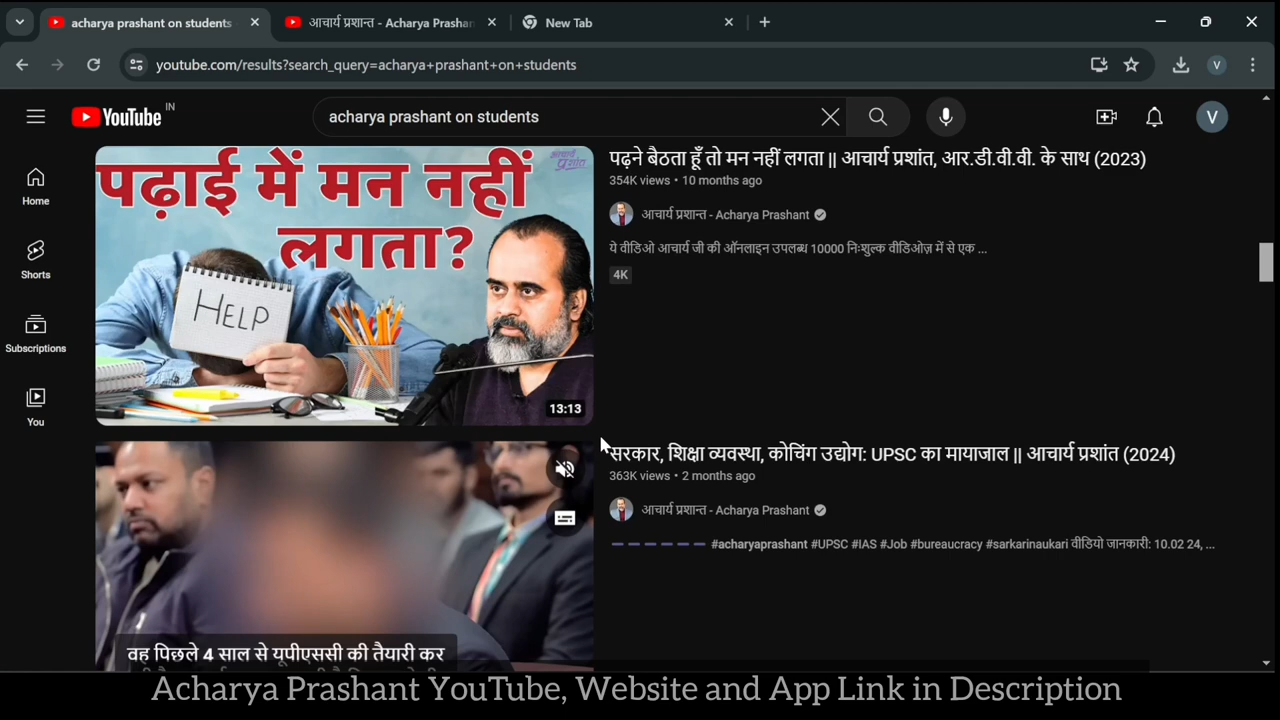 acharya prashant on students
आचार्य प्रशान्त - Acharya Prashan
New Tab
youtube.com/results?search_query=acharya+prashant+on+students
V
YouTube IN
acharya prashant on students
V
Home
Shorts
Subscriptions
You
पढ़ाई में मन नहीं
लगता?
आचार्य
प्रशांत
HELP
13:13
पढ़ने बैठता हूँ तो मन नहीं लगता || आचार्य प्रशांत, आर.डी.वी.वी. के साथ (2023)
354K views • 10 months ago
आचार्य प्रशान्त - Acharya Prashant
ये वीडिओ आचार्य जी की ऑनलाइन उपलब्ध 10000 निःशुल्क वीडिओज़ में से एक ...
4K
सरकार, शिक्षा व्यवस्था, कोचिंग उद्योग: UPSC का मायाजाल || आचार्य प्रशांत (2024)
363K views • 2 months ago
आचार्य प्रशान्त - Acharya Prashant
– – – – – – #acharyaprashant #UPSC #IAS #Job #bureaucracy #sarkarinaukari वीडियो जानकारी: 10.02 24, ...
वह पिछले 4 साल से यूपीएससी की तैयारी कर
Acharya Prashant YouTube, Website and App Link in Description